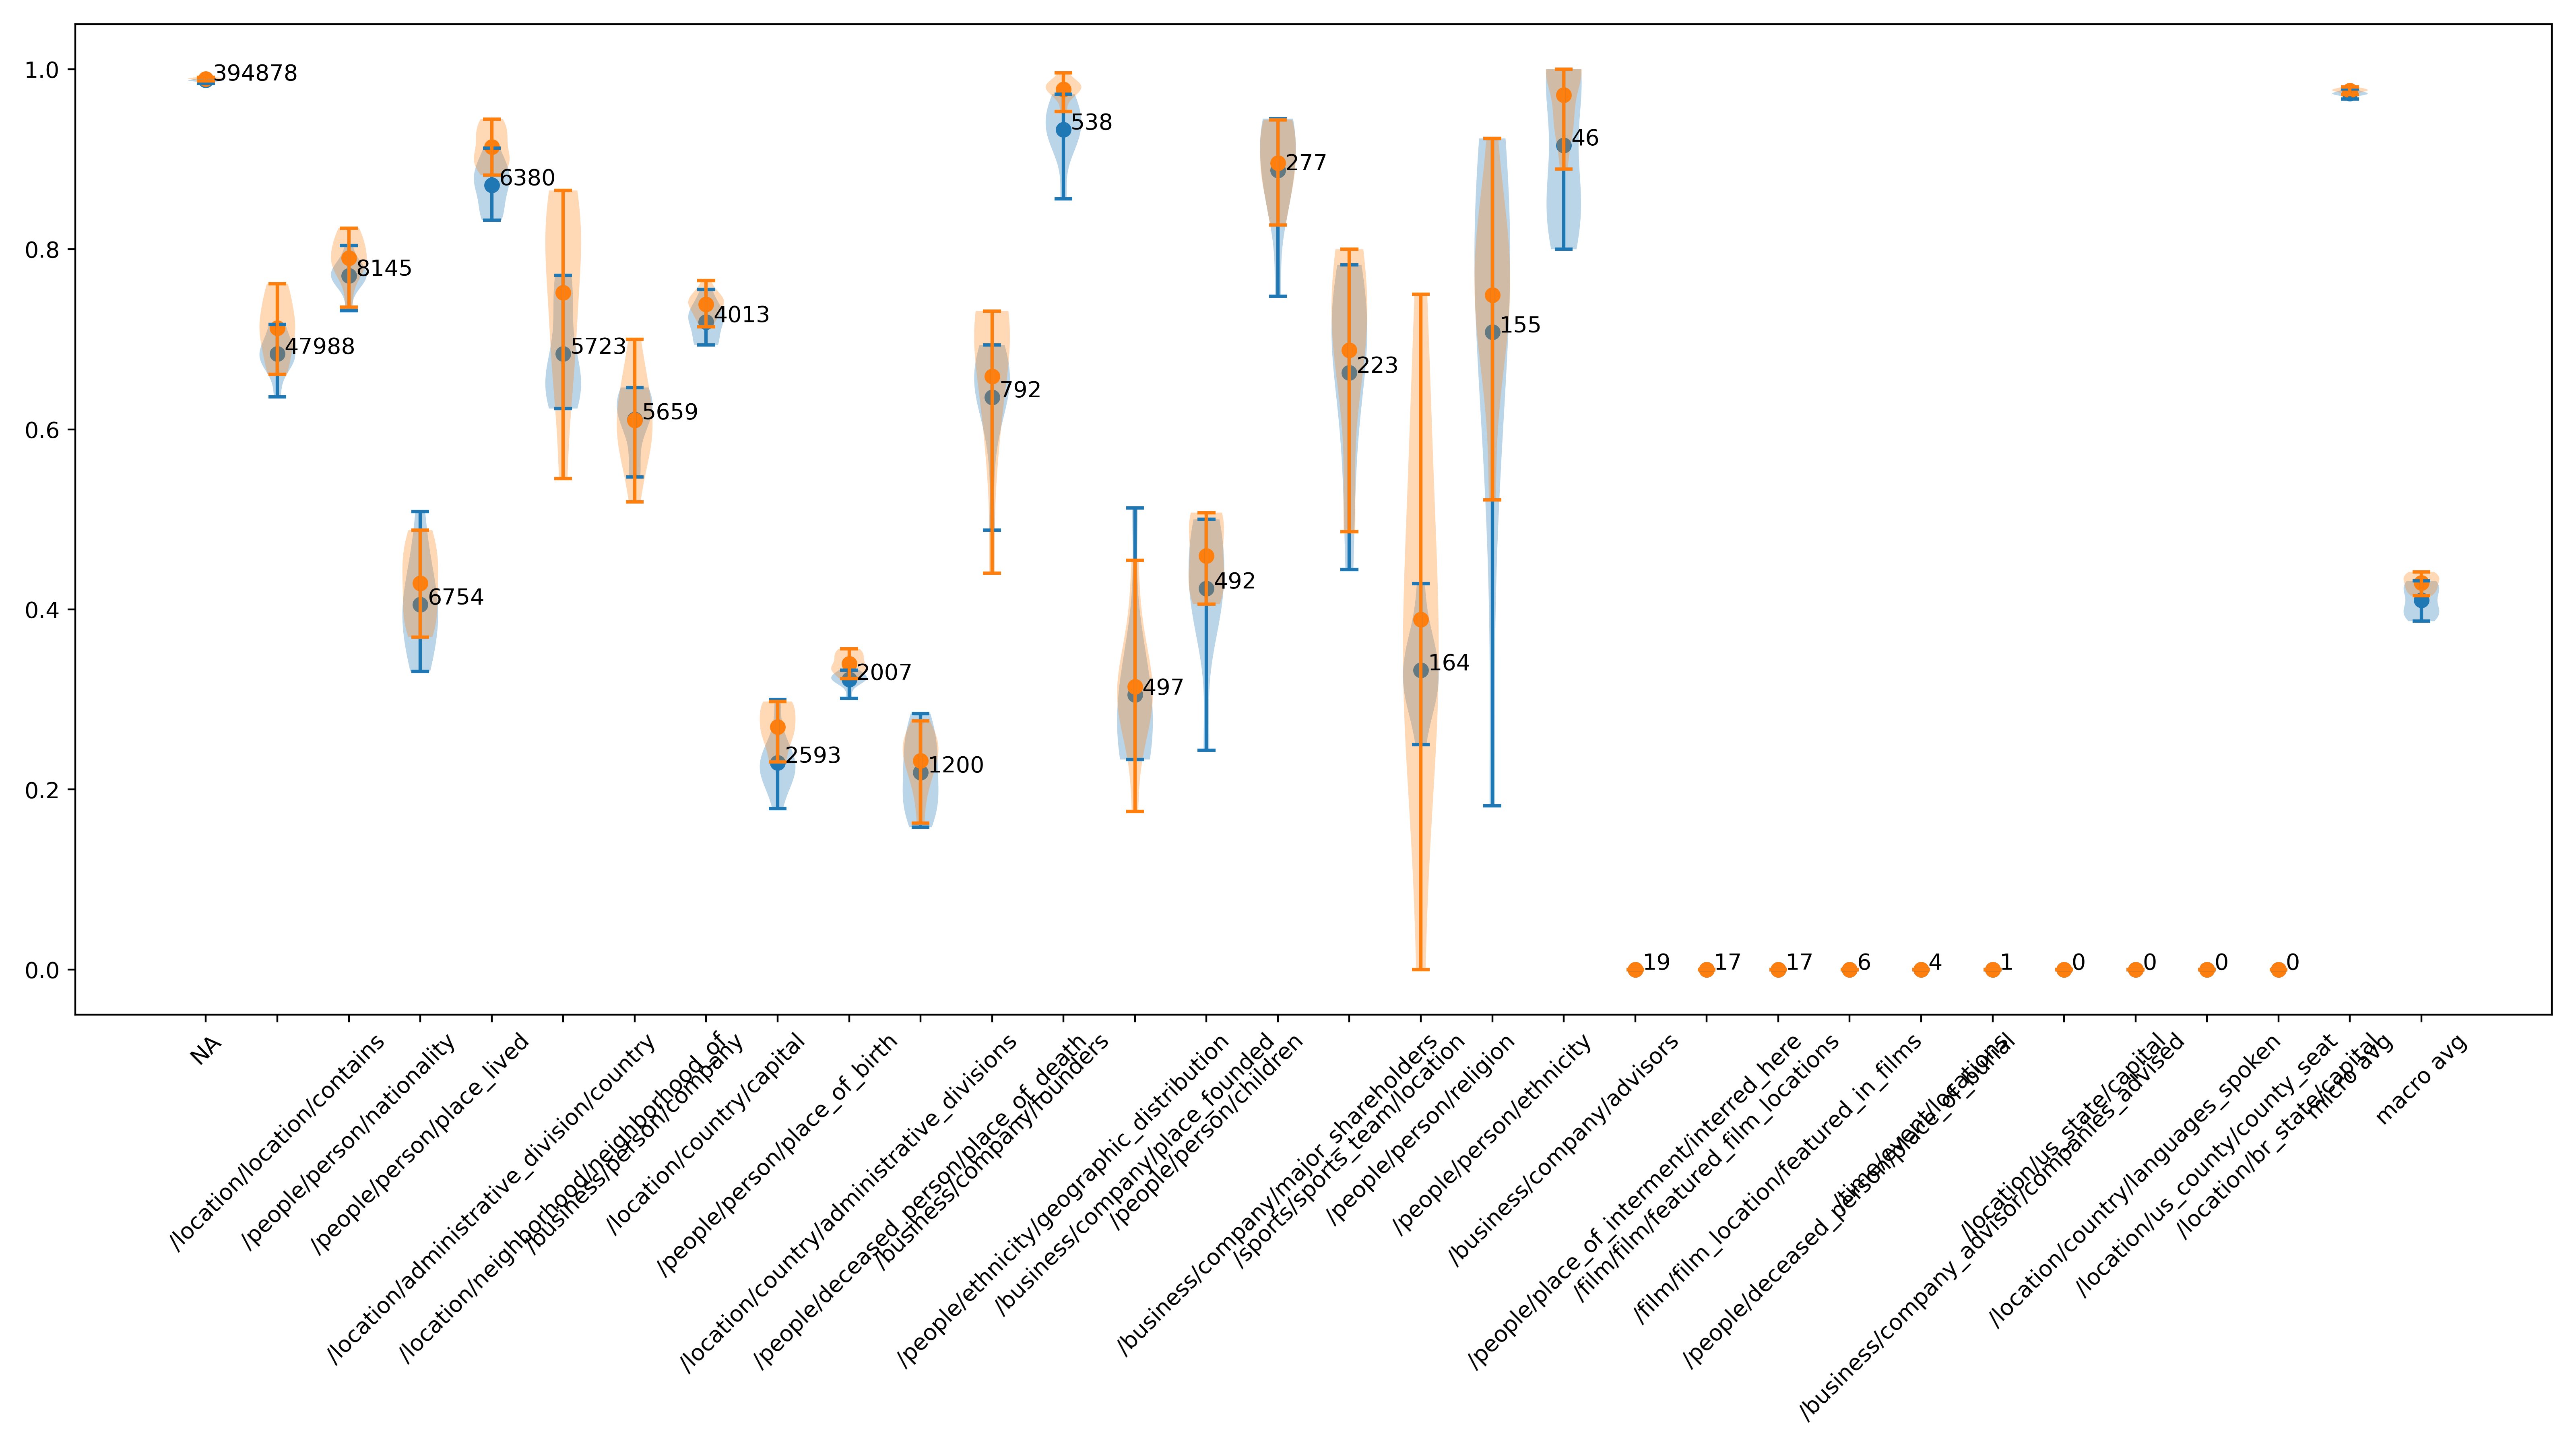 1.0
0.8
0.6
0.4
0.2
0.0
394878
47988
8145
6754
6380
5723
5659
4013
2593
2007
1200
792
538
497
492
277
223
164
155
46
19
17
17
6
4
1
0
0
0
0
NA
/location/location/contains
/people/person/nationality
/people/person/place_lived
/location/administrative_division/country
/location/neighborhood/neighborhood_of
/business/person/company
/location/country/capital
/people/person/place_of_birth
/location/country/administrative_divisions
/people/deceased_person/place_of_death
/business/company/founders
/people/ethnicity/geographic_distribution
/business/company/place_founded
/people/person/children
/business/company/major_shareholders
/sports/sports_team/location
/people/person/religion
/people/person/ethnicity
/business/company/advisors
/people/place_of_interment/interred_here
/film/film/featured_film_locations
/film/film_location/featured_in_films
/people/deceased_person/place_of_burial
/time/event/locations
/business/company_advisor/companies_advised
/location/us_state/capital
/location/country/languages_spoken
/location/us_county/county_seat
/location/br_state/capital
micro avg
macro avg